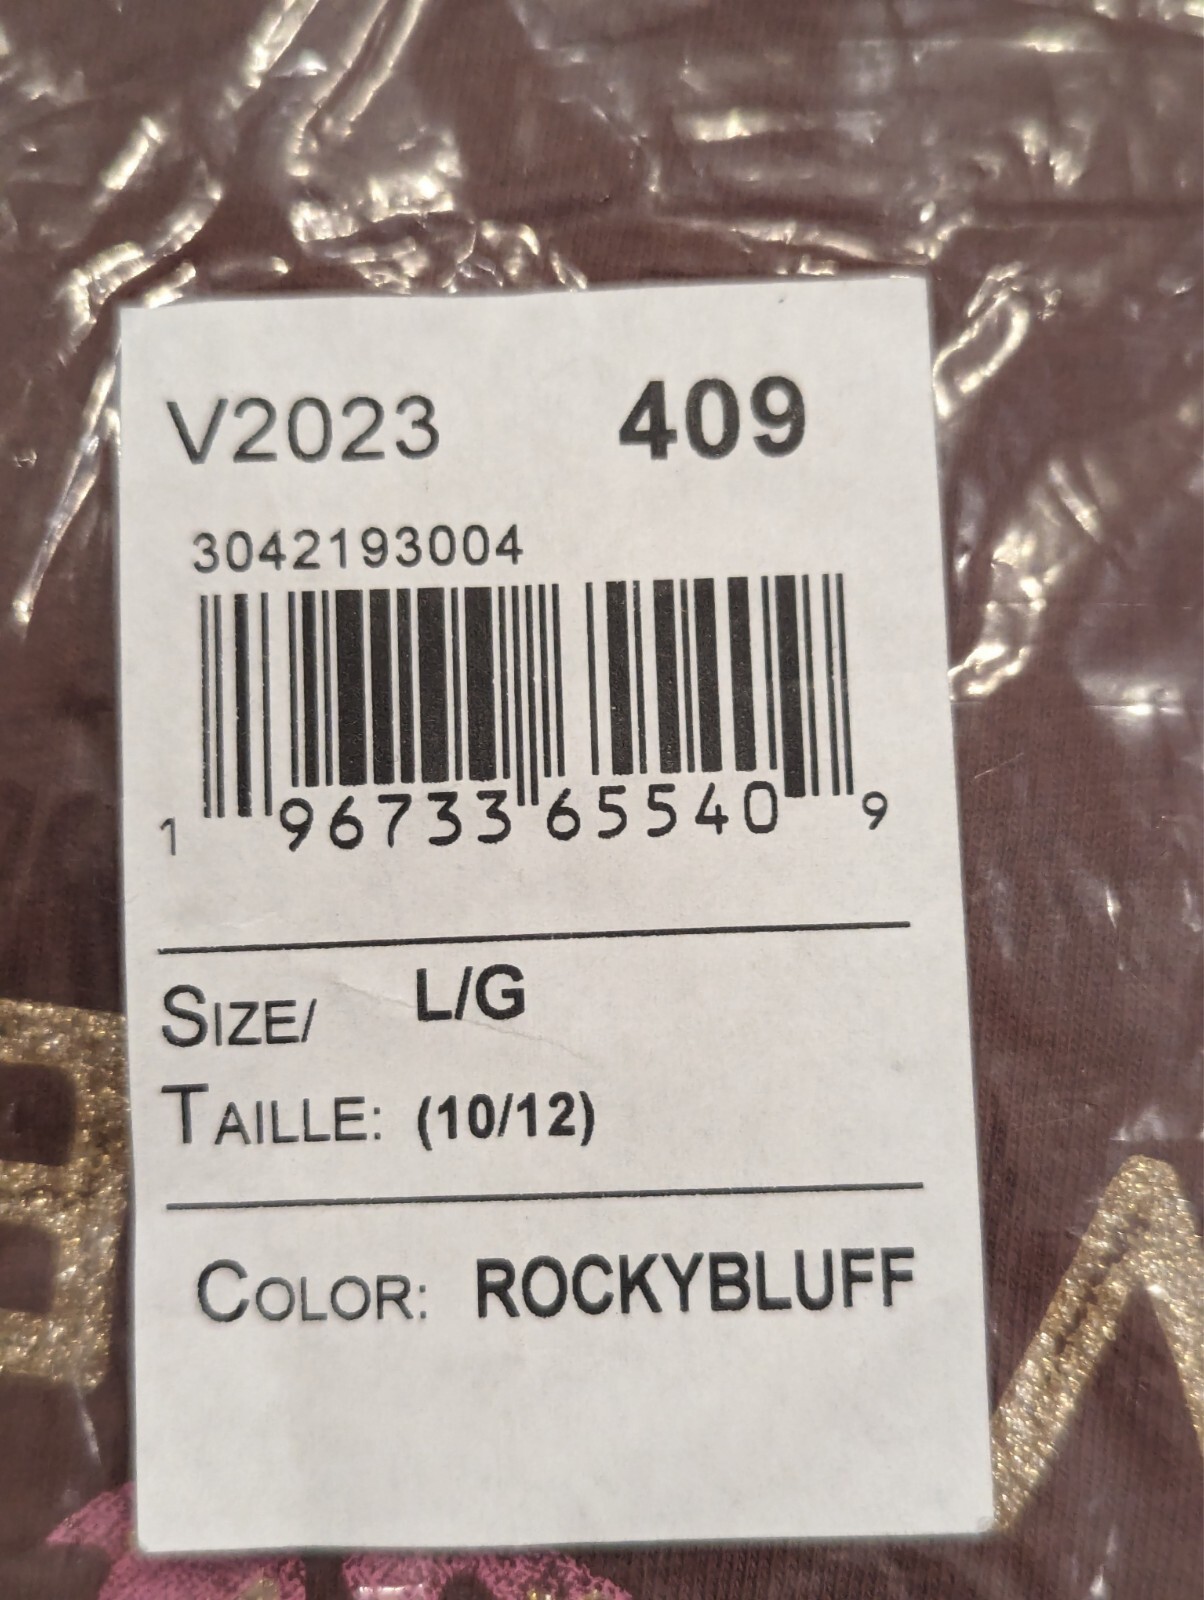 V2023 409
3042193004
1 96733 65540 9
SIZE/ L/G
TAILLE: (10/12)
COLOR: ROCKYBLUFF